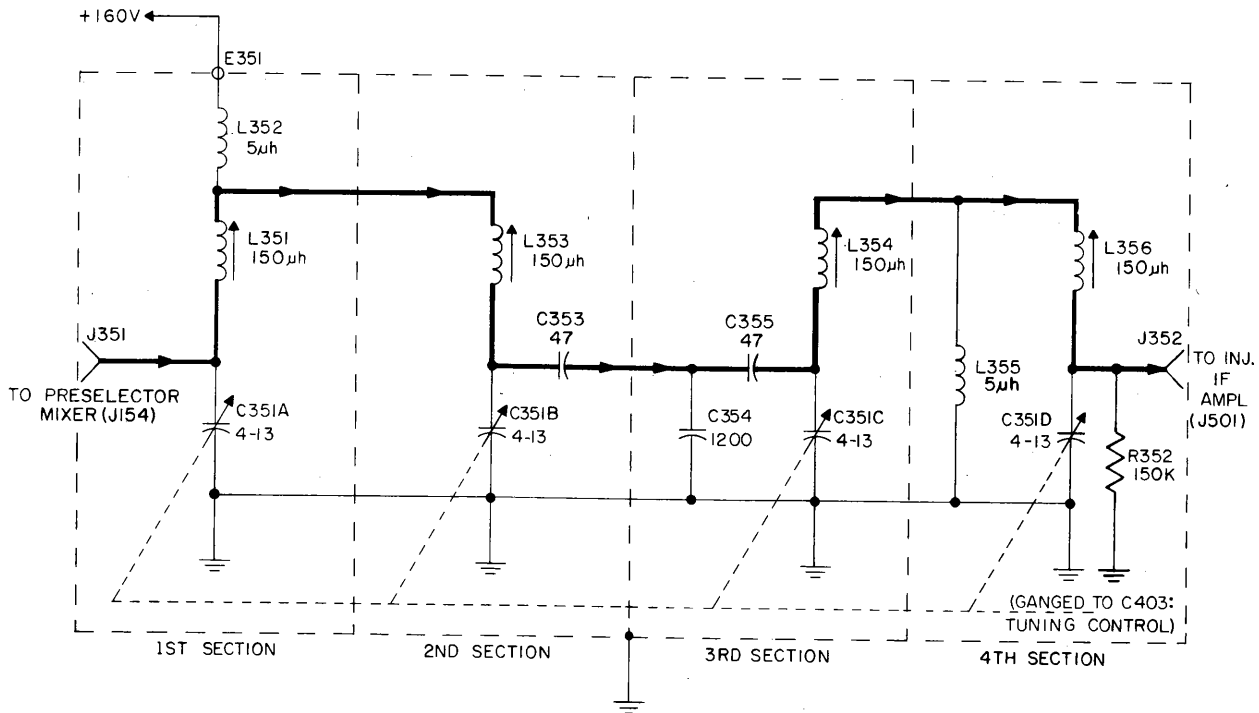 +160V
E351
L352
5μh
L351
150μh
L353
150μh
L354
150μh
L356
150μh
J351
TO PRESELECTOR
MIXER (J154)
C353
47
C355
47
L355
5μh
J352
TO INJ.
IF
AMPL
(J501)
C351A
4-13
C351B
4-13
C354
1200
C351C
4-13
C351D
4-13
R352
150K
(GANGED TO C403:
TUNING CONTROL)
1ST SECTION
2ND SECTION
3RD SECTION
4TH SECTION